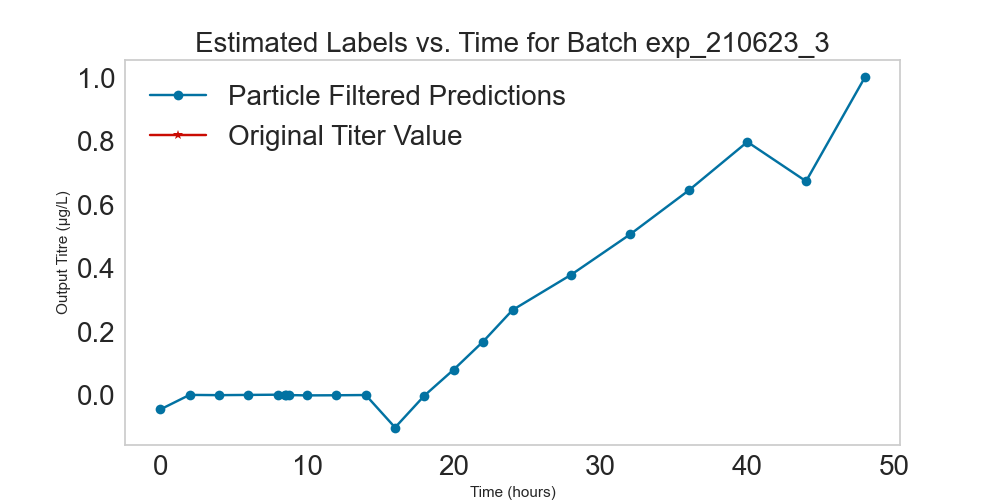 Estimated Labels vs. Time for Batch exp_210623_3
Particle Filtered Predictions
Original Titer Value
Output Titre (μg/L)
1.0
0.8
0.6
0.4
0.2
0.0
0 10 20 30 40 50
Time (hours)